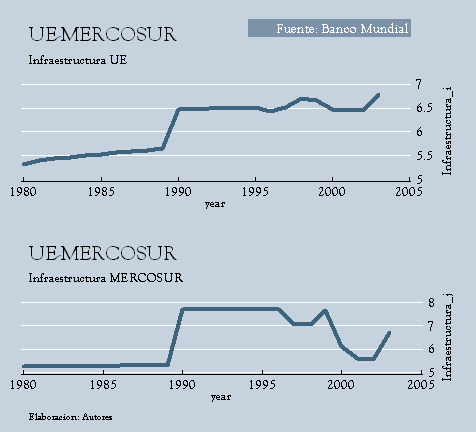 UE-MERCOSUR
Fuente: Banco Mundial
Infraestructura UE
7
6.5
6
5.5
5
Infraestructura_i
1980 1985 1990 1995 2000 2005
year
UE-MERCOSUR
Infraestructura MERCOSUR
8
7
6
5
Infraestructura_j
1980 1985 1990 1995 2000 2005
year
Elaboracion: Autores